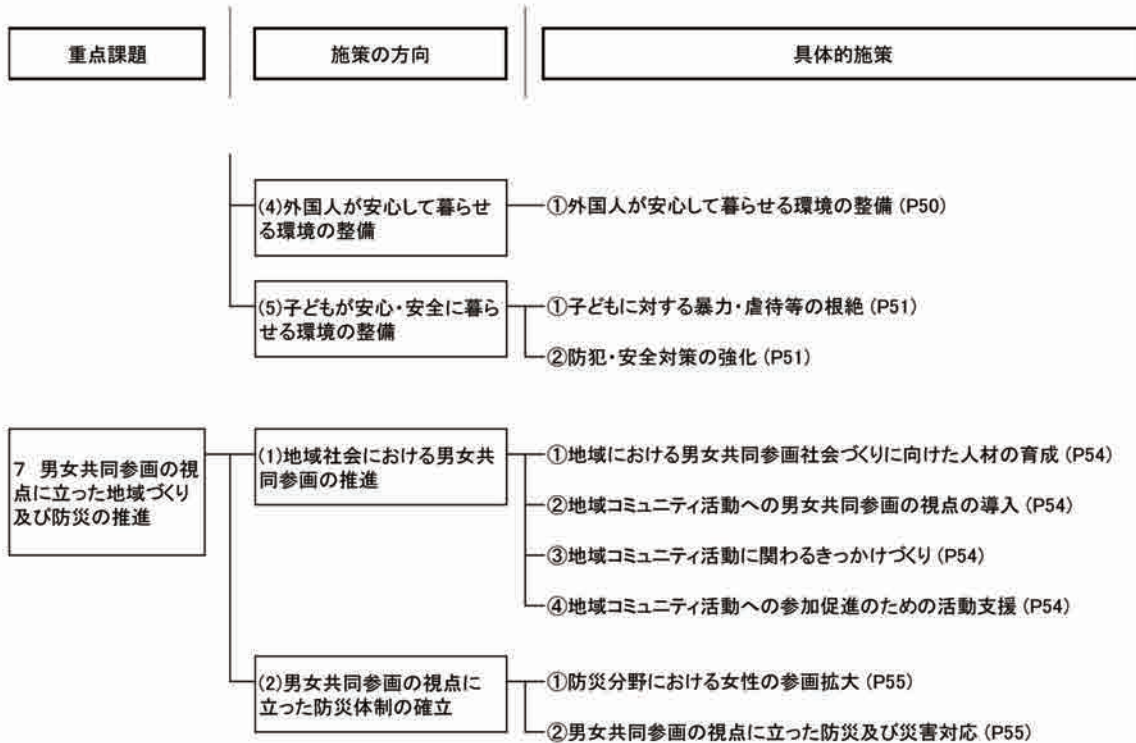 重点課題
施策の方向
具体的施策
(4)外国人が安心して暮らせ
る環境の整備
①外国人が安心して暮らせる環境の整備 (P50)
(5)子どもが安心・安全に暮ら
せる環境の整備
①子どもに対する暴力・虐待等の根絶 (P51)
②防犯・安全対策の強化 (P51)
7 男女共同参画の視
点に立った地域づくり
及び防災の推進
(1)地域社会における男女共
同参画の推進
①地域における男女共同参画社会づくりに向けた人材の育成 (P54)
②地域コミュニティ活動への男女共同参画の視点の導入 (P54)
③地域コミュニティ活動に関わるきっかけづくり (P54)
④地域コミュニティ活動への参加促進のための活動支援 (P54)
(2)男女共同参画の視点に
立った防災体制の確立
①防災分野における女性の参画拡大 (P55)
②男女共同参画の視点に立った防災及び災害対応 (P55)